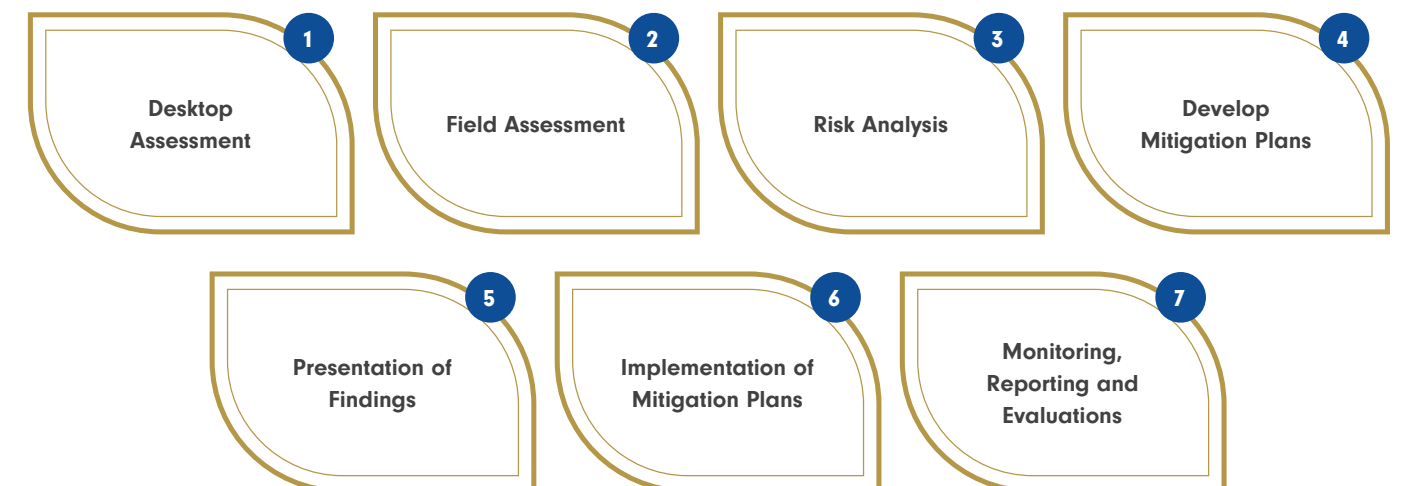 1
Desktop
Assessment
2
Field Assessment
3
Risk Analysis
4
Develop
Mitigation Plans
5
Presentation of
Findings
6
Implementation of
Mitigation Plans
7
Monitoring,
Reporting and
Evaluations